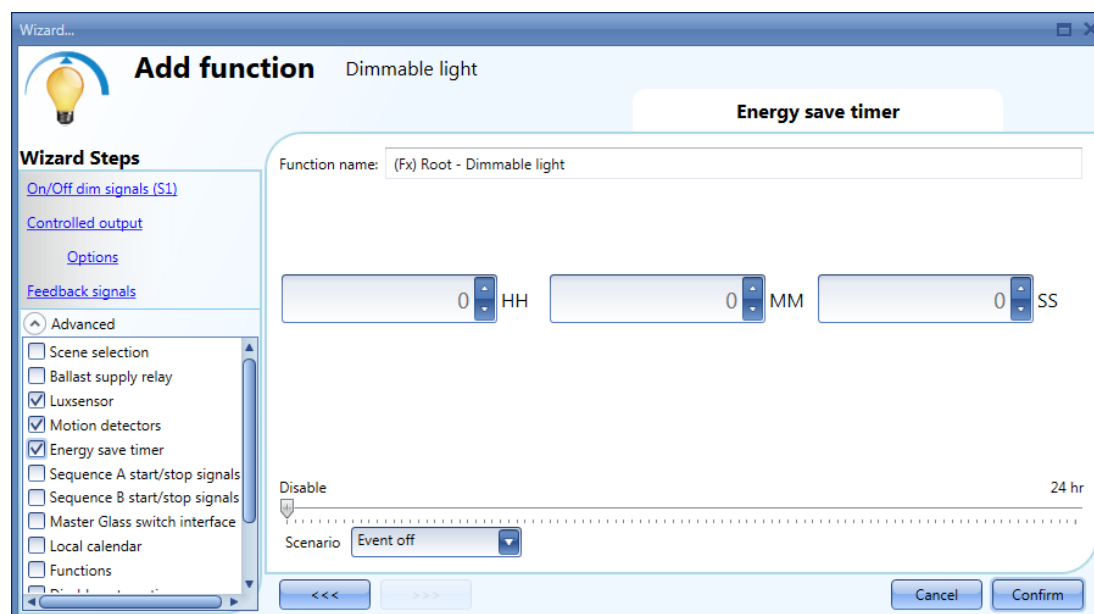 Wizard...
Add function Dimmable light
Energy save timer
Wizard Steps
On/Off dim signals (S1)
Controlled output
Options
Feedback signals
Advanced
Scene selection
Ballast supply relay
Luxsensor
Motion detectors
Energy save timer
Sequence A start/stop signals
Sequence B start/stop signals
Master Glass switch interface
Local calendar
Functions
Function name: (Fx) Root - Dimmable light
0 HH 0 MM 0 SS
Disable 24 hr
Scenario Event off
<<< >>> Cancel Confirm